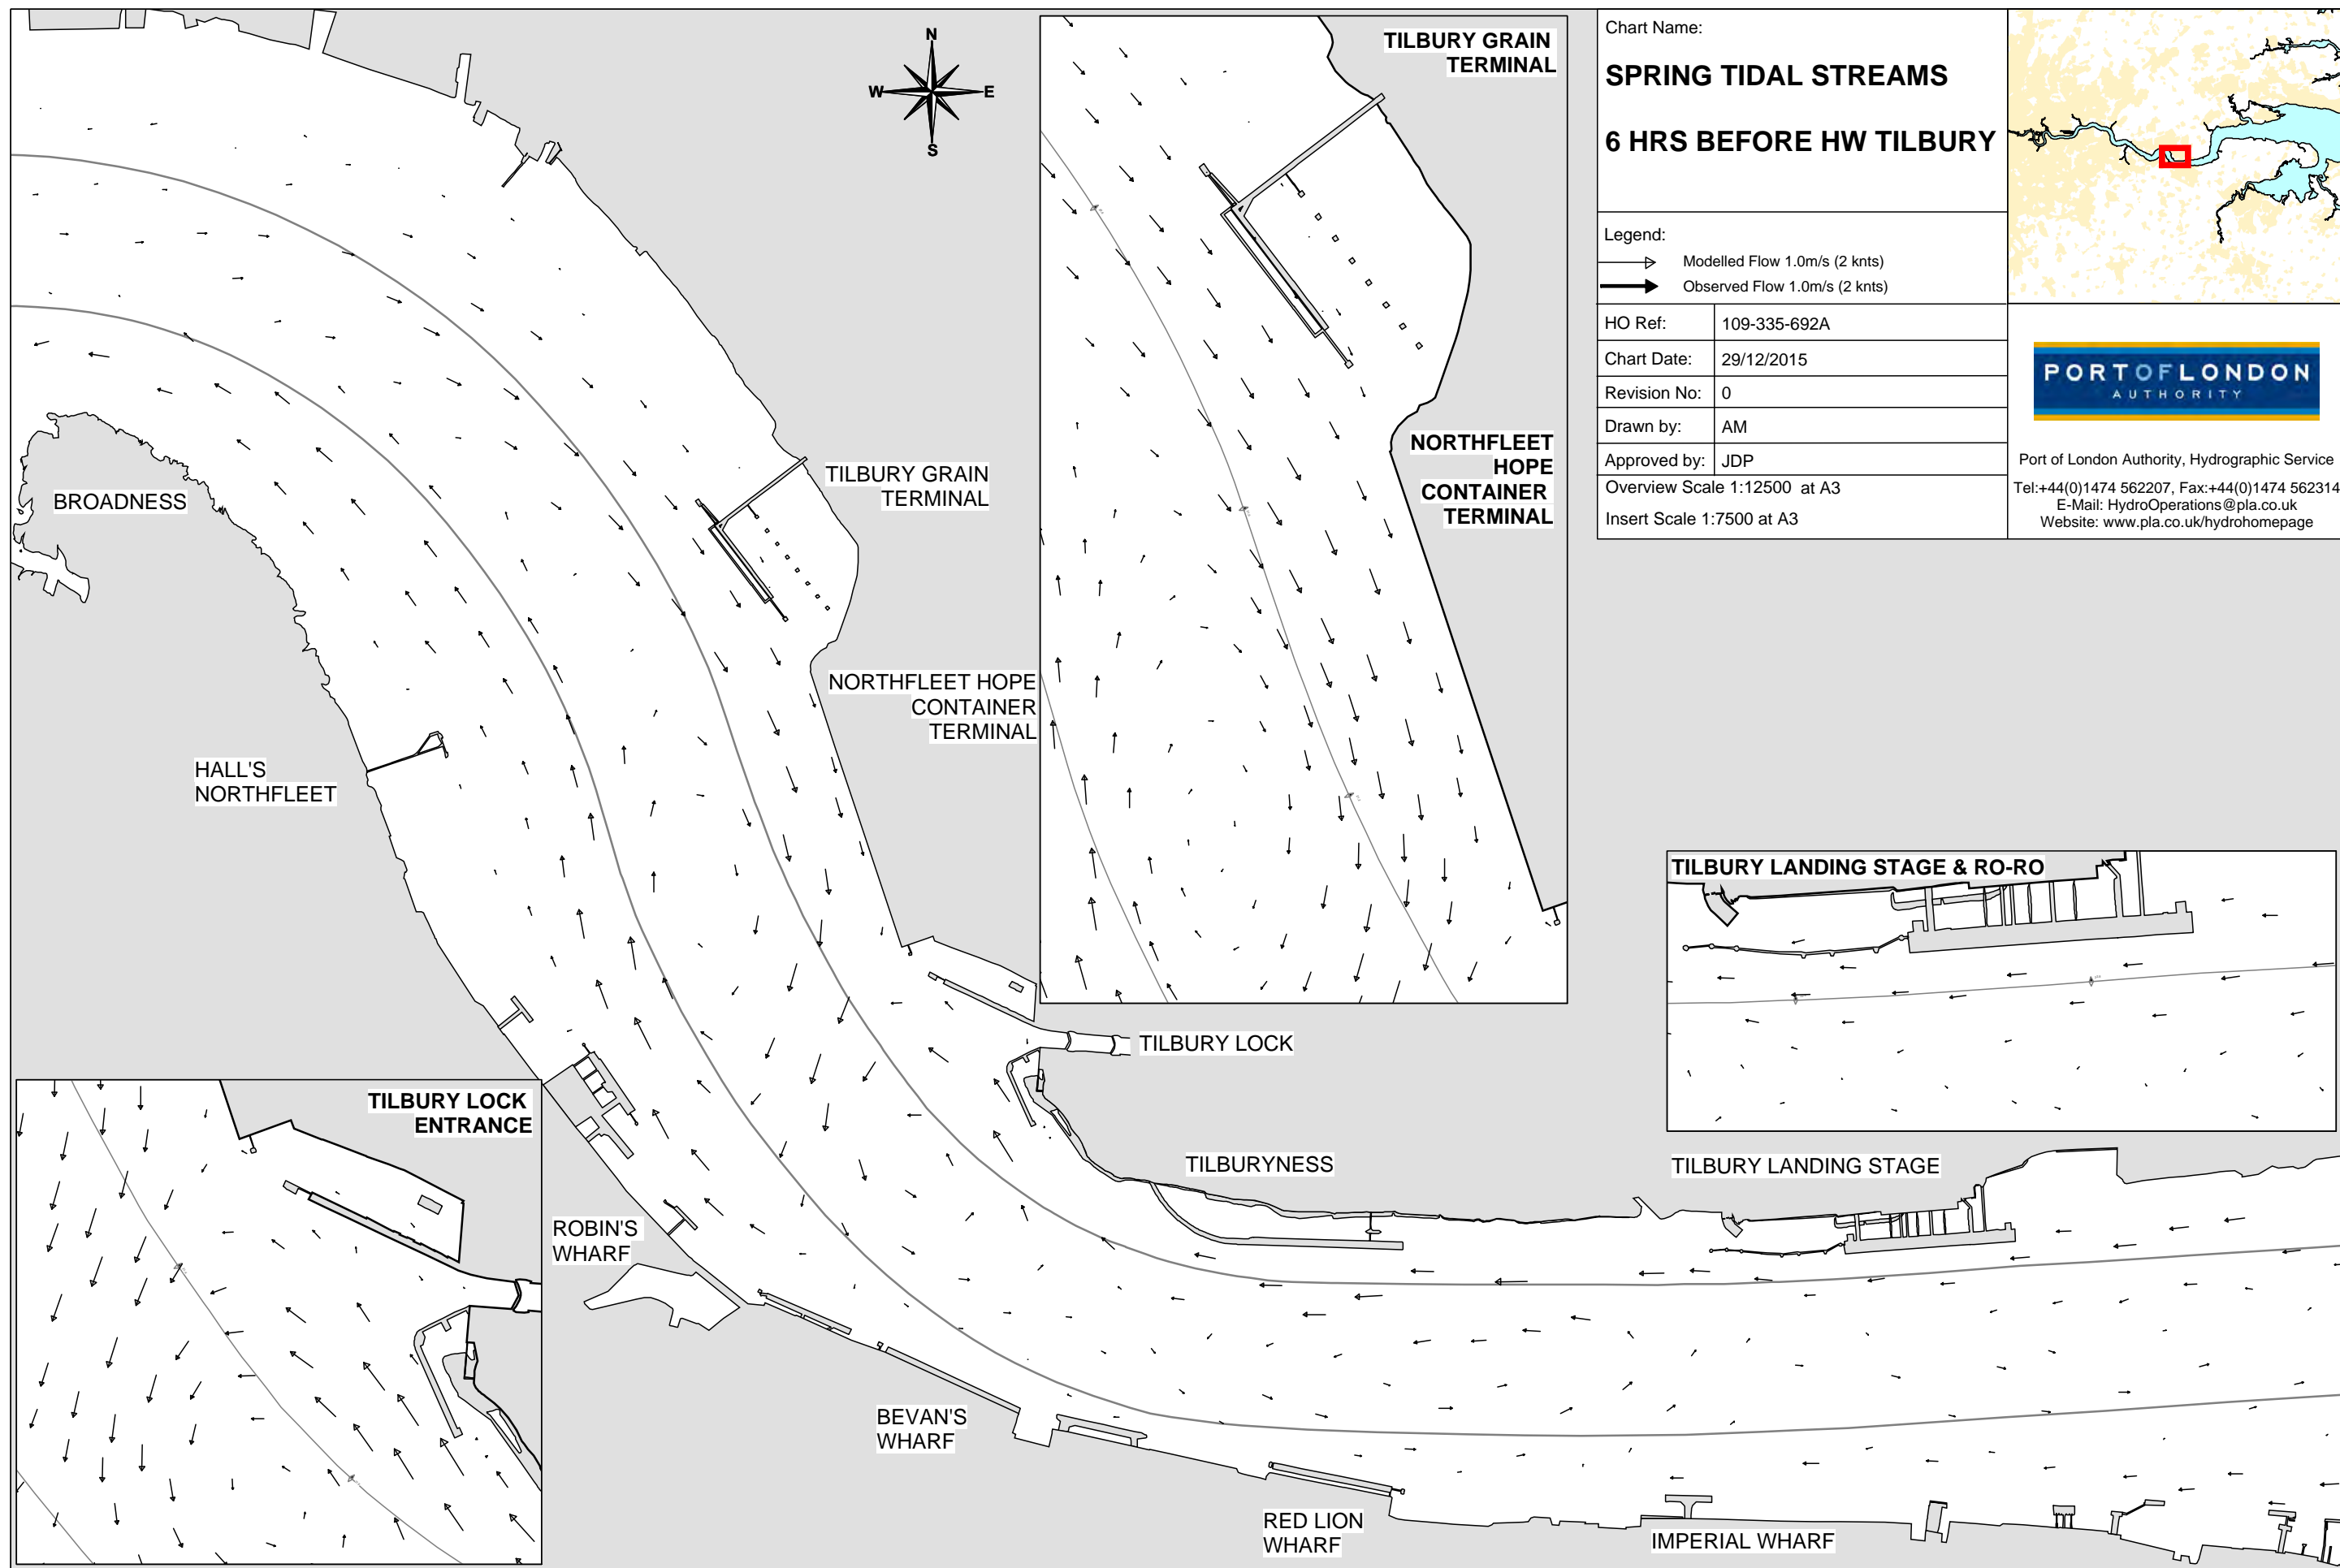 N
W
E
S
TILBURY GRAIN
TERMINAL
NORTHFLEET
HOPE
CONTAINER
TERMINAL
Chart Name:
SPRING TIDAL STREAMS
6 HRS BEFORE HW TILBURY
Legend:
Modelled Flow 1.0m/s (2 knts)
Observed Flow 1.0m/s (2 knts)
HO Ref: 109-335-692A
Chart Date: 29/12/2015
Revision No: 0
Drawn by: AM
Approved by: JDP
Overview Scale 1:12500 at A3
Insert Scale 1:7500 at A3
PORTOFLONDON
AUTHORITY
Port of London Authority, Hydrographic Service
Tel:+44(0)1474 562207, Fax:+44(0)1474 562314
E-Mail: HydroOperations@pla.co.uk
Website: www.pla.co.uk/hydrohomepage
BROADNESS
TILBURY GRAIN
TERMINAL
NORTHFLEET HOPE
CONTAINER
TERMINAL
HALL'S
NORTHFLEET
TILBURY LOCK
TILBURY LANDING STAGE & RO-RO
TILBURY LOCK
ENTRANCE
TILBURYNESS
TILBURY LANDING STAGE
ROBIN'S
WHARF
BEVAN'S
WHARF
RED LION
WHARF
IMPERIAL WHARF